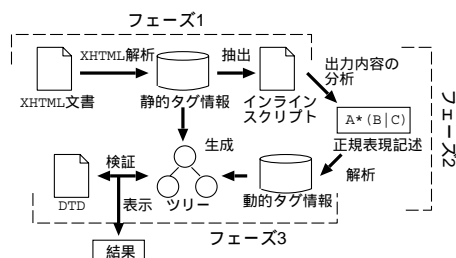 フェーズ1
XHTML解析
抽出
出力内容の
分析
XHTML文書
静的タグ情報
インライン
スクリプト
A*(B|C)
正規表現記述
フェーズ2
生成
検証
解析
DTD
表示
ツリー
動的タグ情報
フェーズ3
結果